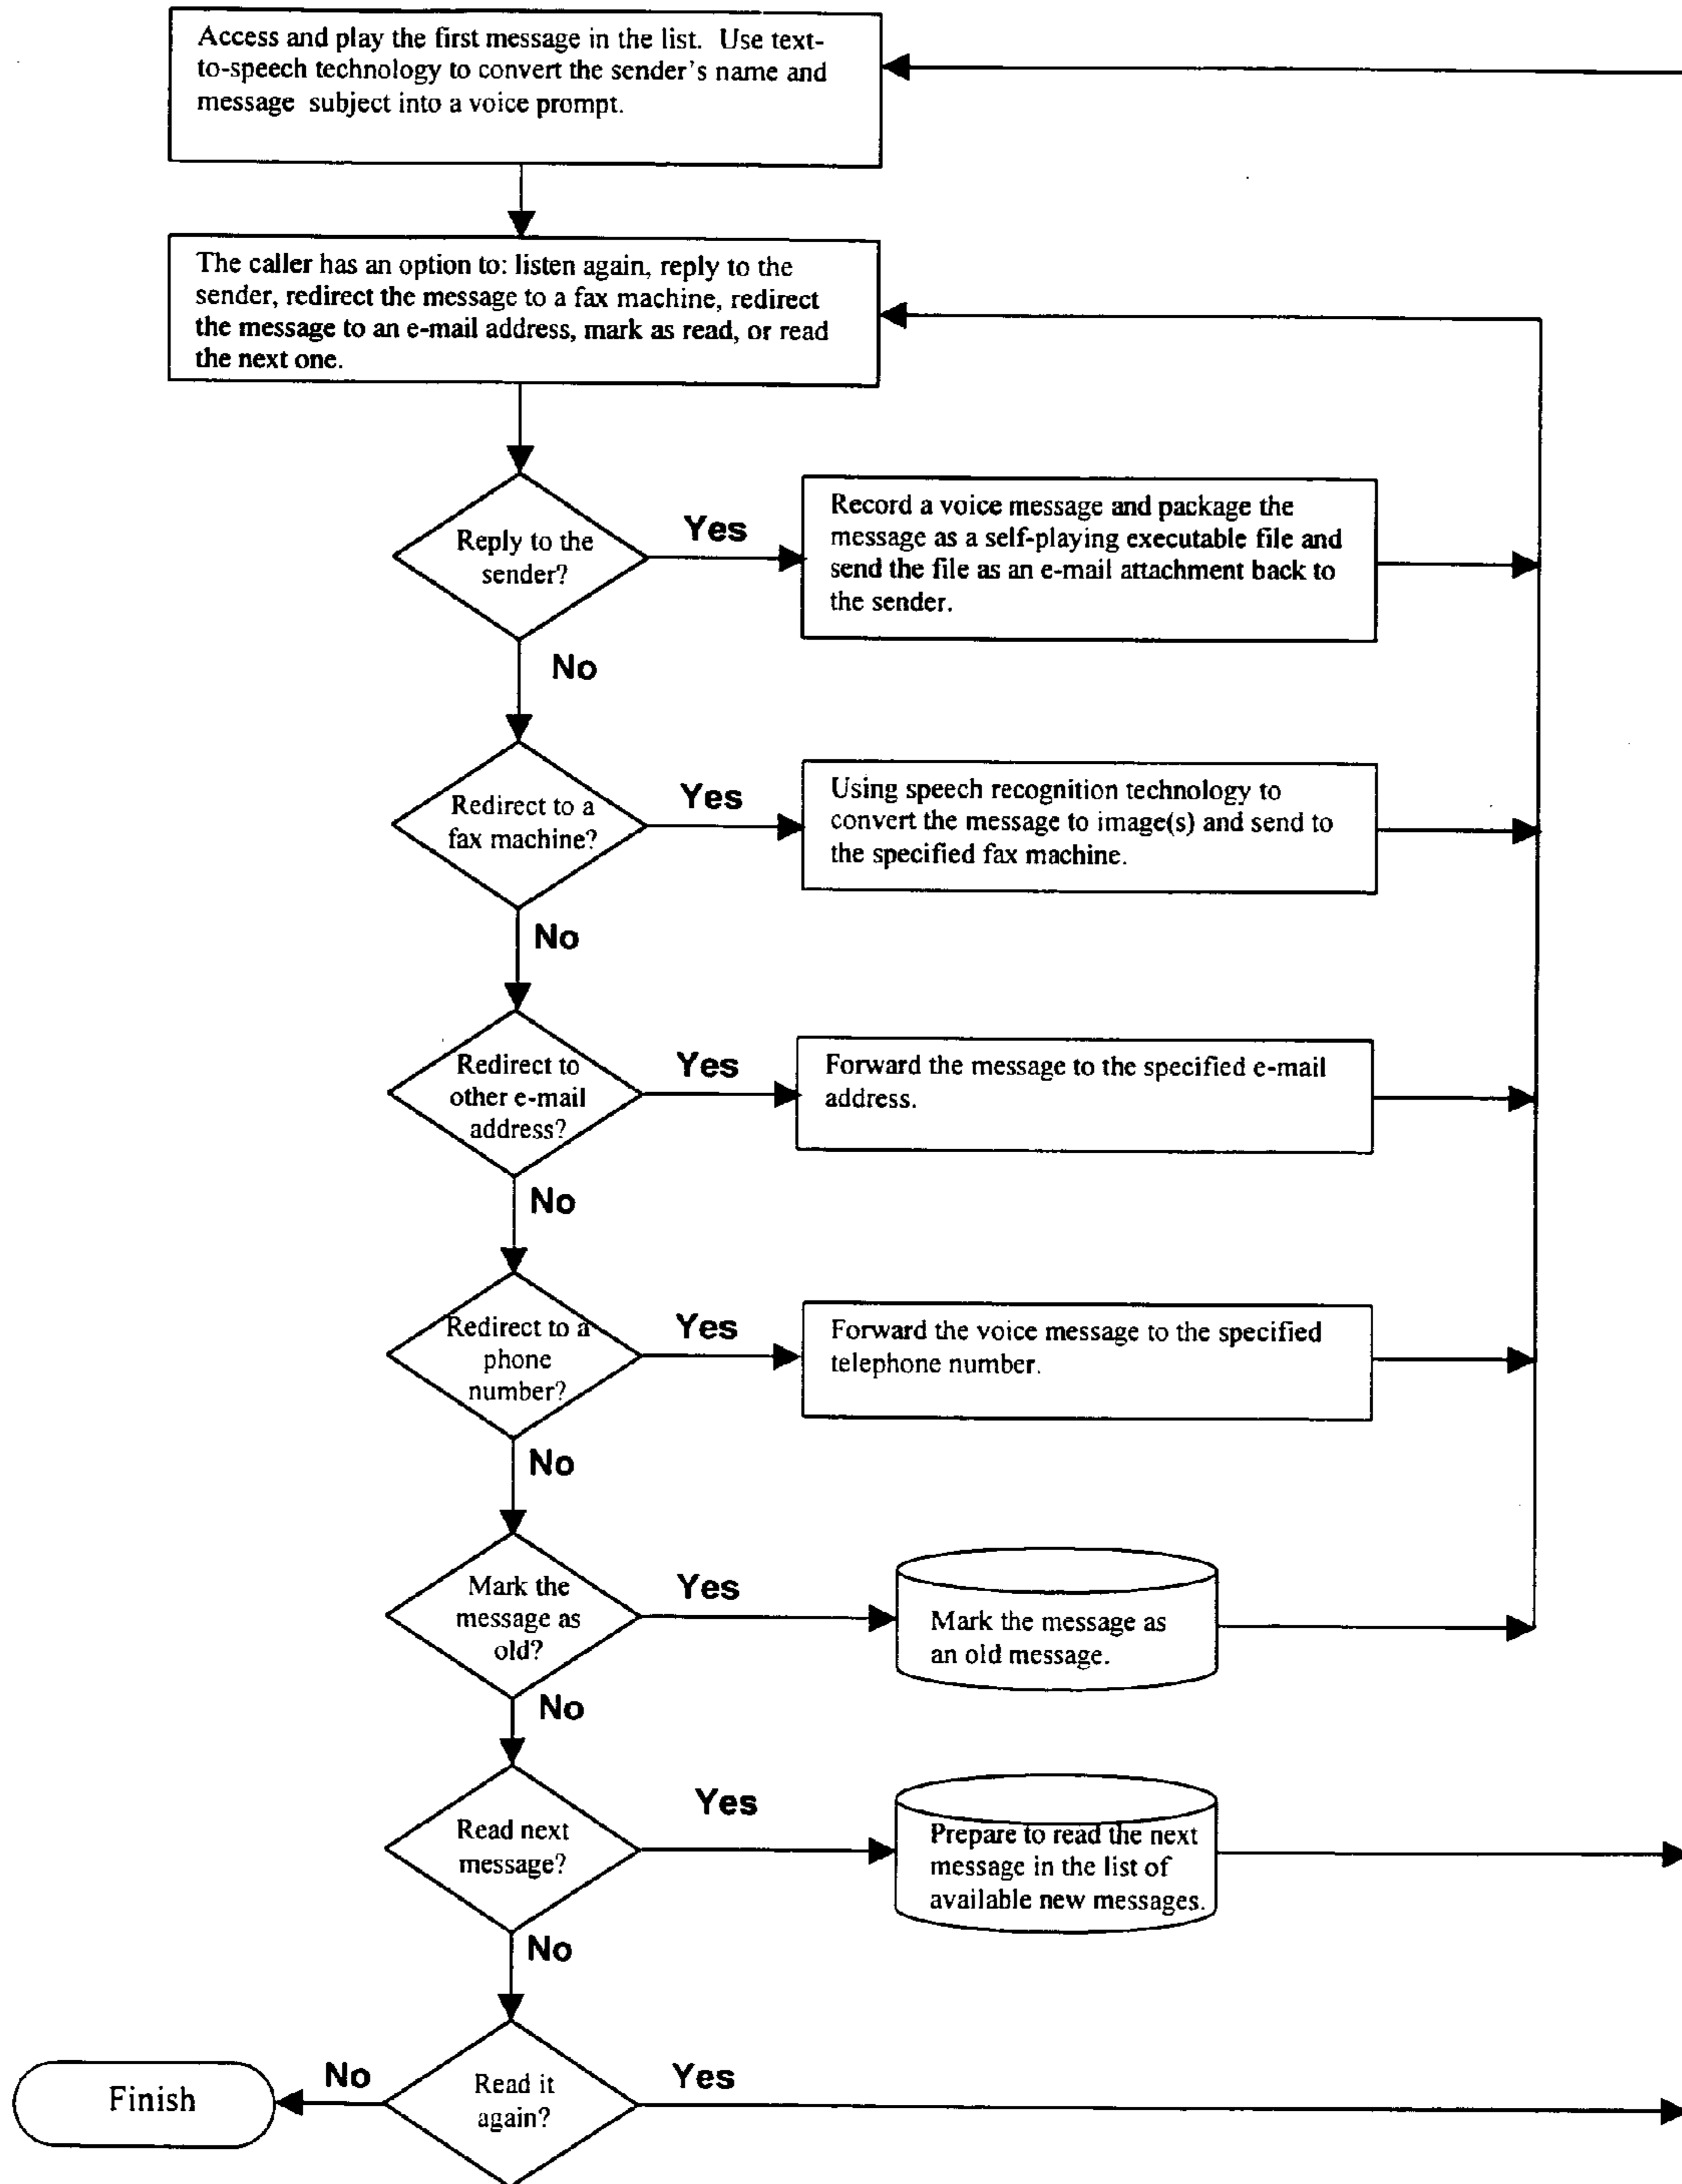 Access and play the first message in the list. Use text-
to-speech technology to convert the sender's name and
message subject into a voice prompt.
The caller has an option to: listen again, reply to the
sender, redirect the message to a fax machine, redirect
the message to an e-mail address, mark as read, or read
the next one.
Reply to the
sender?
Yes
Record a voice message and package the
message as a self-playing executable file and
send the file as an e-mail attachment back to
the sender.
No
Redirect to a
fax machine?
Yes
Using speech recognition technology to
convert the message to image(s) and send to
the specified fax machine.
No
Redirect to
other e-mail
address?
Yes
Forward the message to the specified e-mail
address.
No
Redirect to a
phone
number?
Yes
Forward the voice message to the specified
telephone number.
No
Mark the
message as
old?
Yes
Mark the message as
an old message.
No
Read next
message?
Yes
Prepare to read the next
message in the list of
available new messages.
No
Read it
again?
Yes
No
Finish